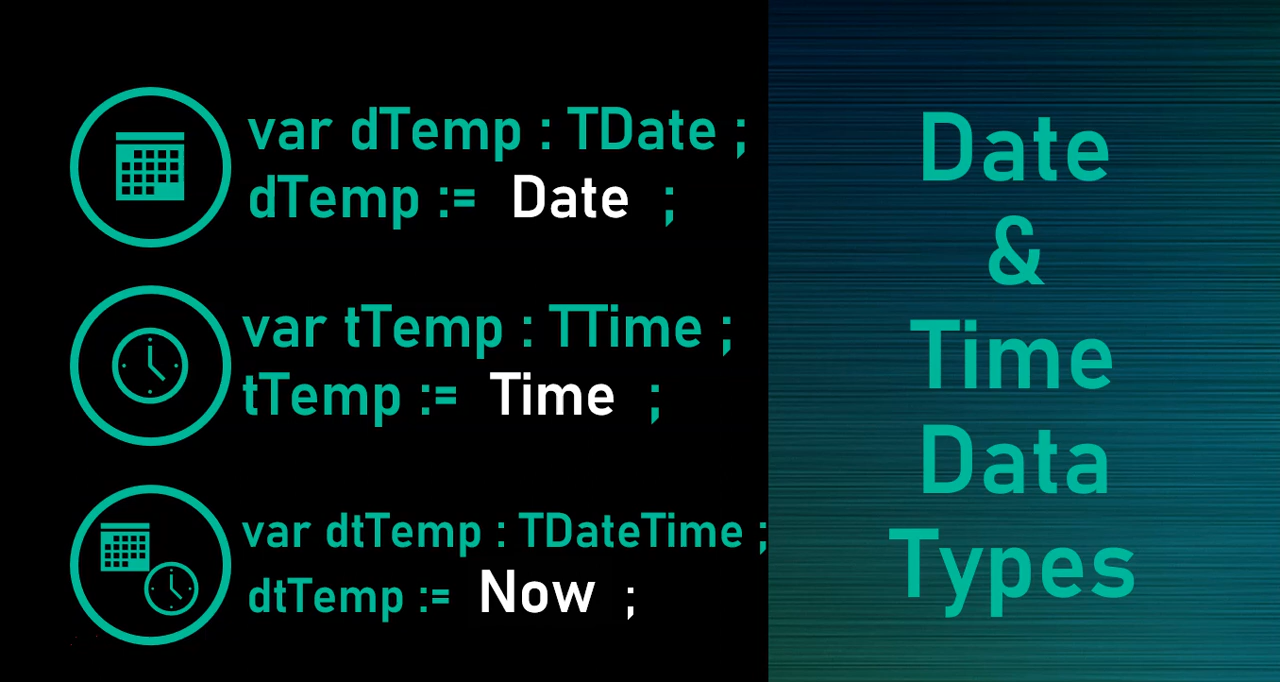 var dTemp : TDate ;
dTemp := Date ;
var tTemp : TTime ;
tTemp := Time ;
var dtTemp : TDateTime ;
dtTemp := Now ;
Date
&
Time
Data
Types